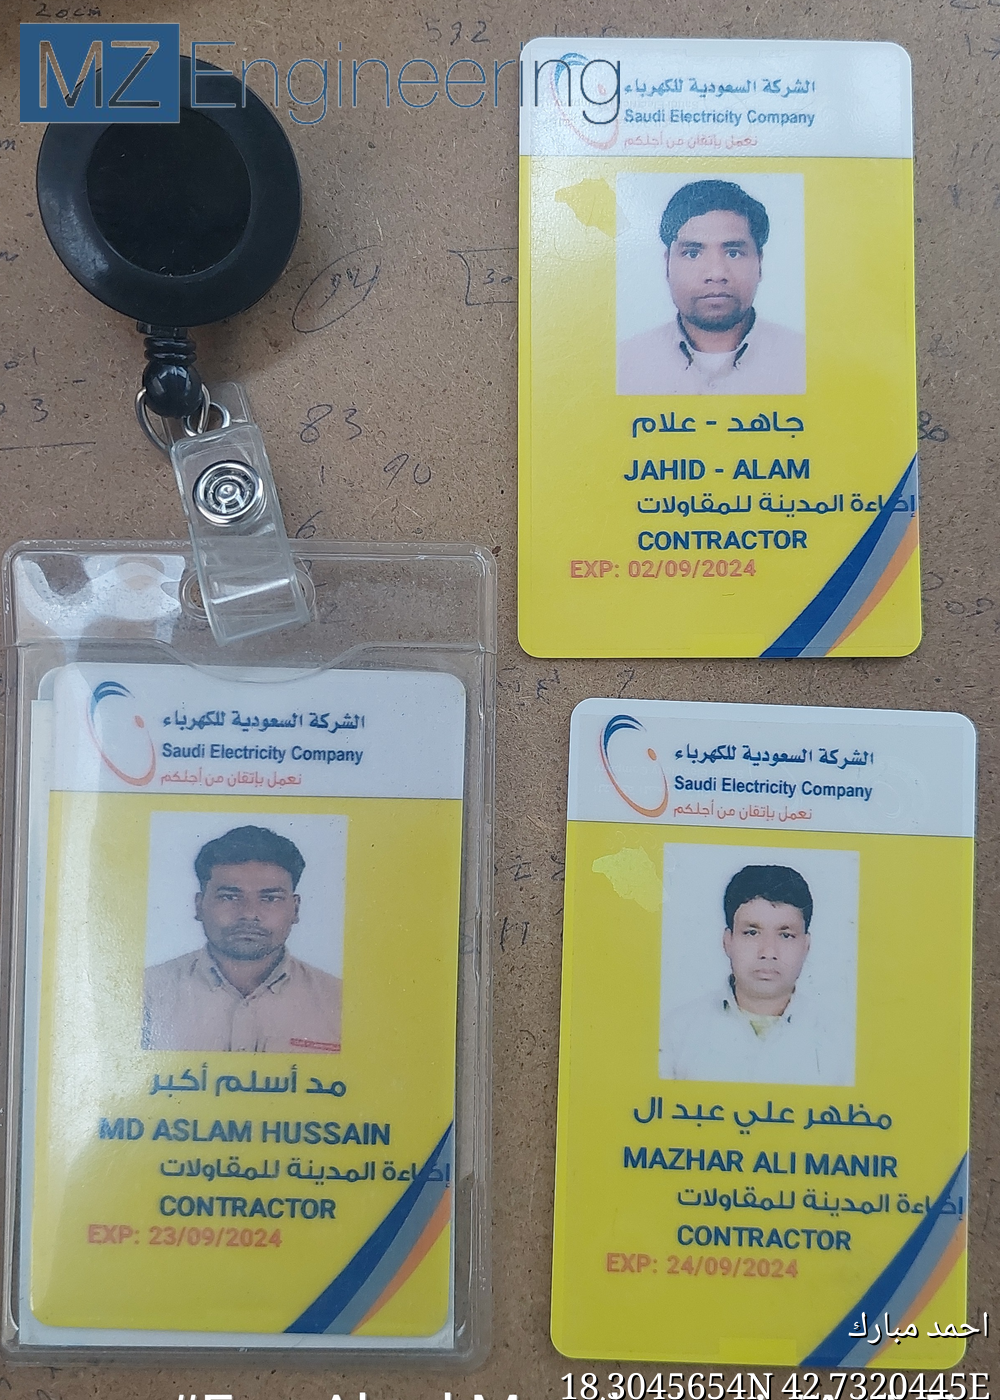 MZ Engineering
الشركة السعودية للكهرباء
Saudi Electricity Company
نعمل بإتقان من أجلكم
جاهد - علام
JAHID - ALAM
إضاءة المدينة للمقاولات
CONTRACTOR
EXP: 02/09/2024
592
83
90
الشركة السعودية للكهرباء
Saudi Electricity Company
نعمل بإتقان من أجلكم
مد أسلم أكبر
MD ASLAM HUSSAIN
إضاءة المدينة للمقاولات
CONTRACTOR
EXP: 23/09/2024
الشركة السعودية للكهرباء
Saudi Electricity Company
نعمل بإتقان من أجلكم
مظهر علي عبد ال
MAZHAR ALI MANIR
إضاءة المدينة للمقاولات
CONTRACTOR
EXP: 24/09/2024
احمد مبارك
18.3045654N 42.7320445E